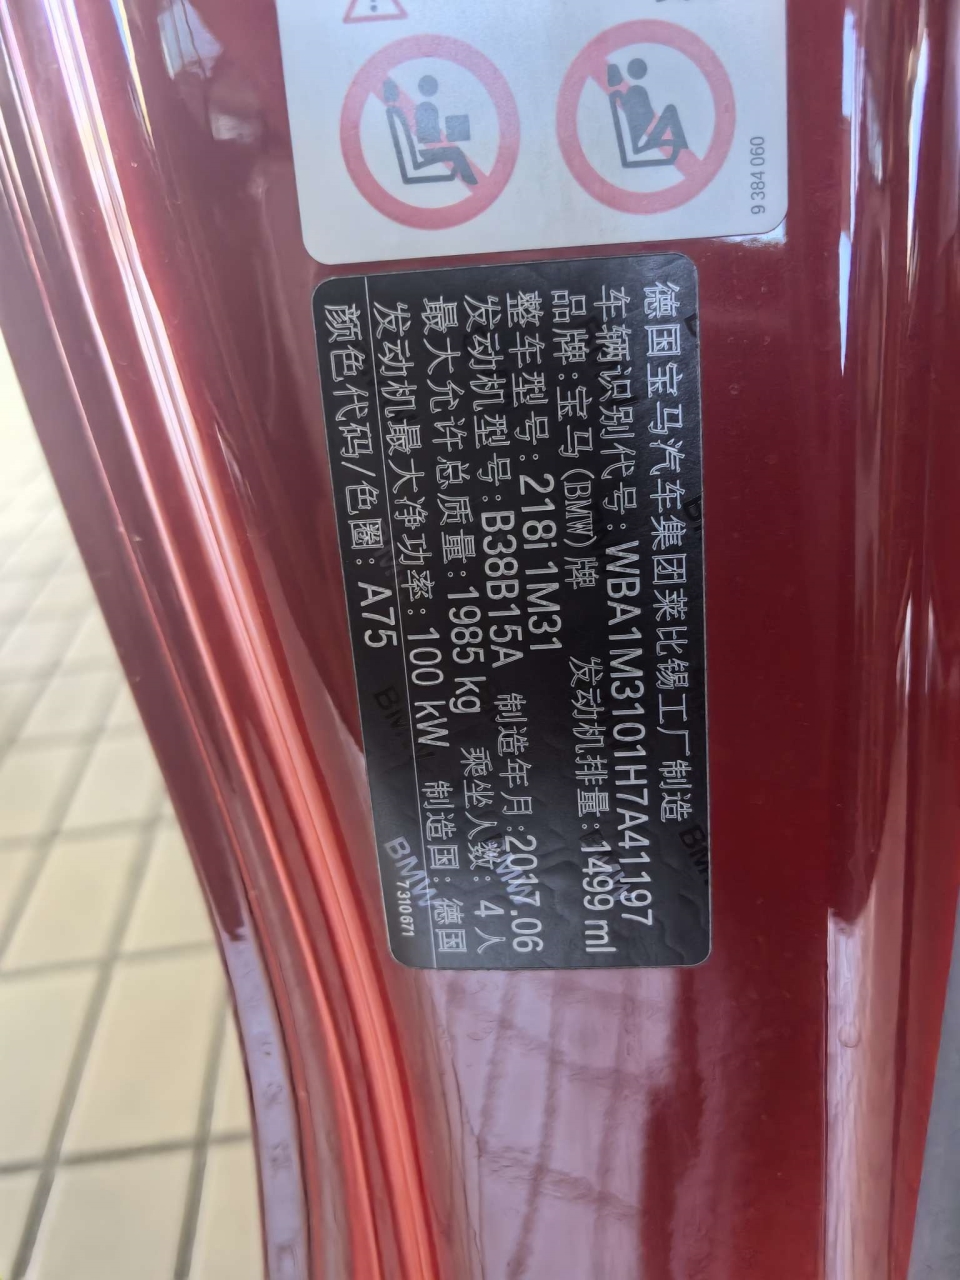 9 384 060
德国宝马汽车集团莱比锡工厂制造
车辆识别代号: WBA1M3101H7A41197
品牌:宝马(BMW)牌 发动机排量:1499 ml
整车型号: 218i 1M31
发动机型号:B38B15A 制造年月:2017.06
最大允许总质量:1985 kg 乘坐人数: 4 人
发动机最大净功率: 100 kW 制造国: 德国
颜色代码/色圈: A75
7 310 671
BMW
BMW
BMW